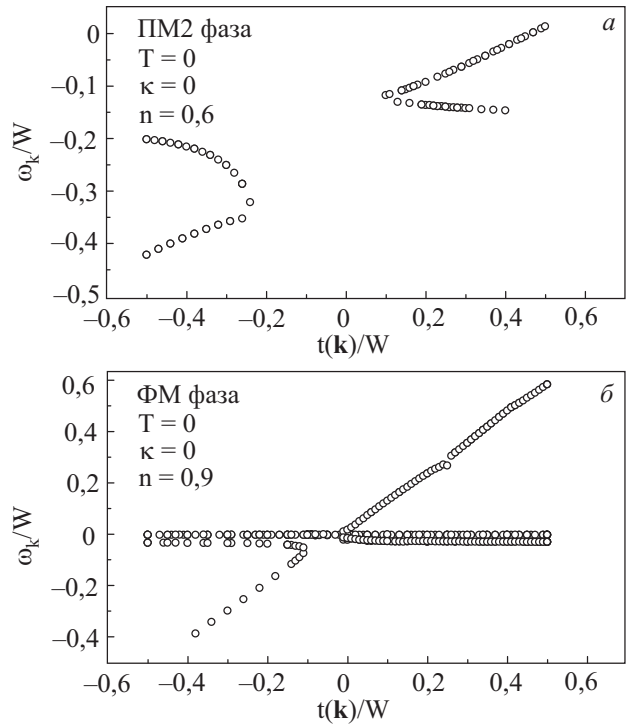 0
ПМ2 фаза
а
T = 0
–0,1
κ = 0
n = 0,6
–0,2
ωk/W
–0,3
–0,4
–0,5
–0,6 –0,4 –0,2 0 0,2 0,4 0,6
t(k)/W
0,6
ФМ фаза
б
T = 0
0,4
κ = 0
n = 0,9
0,2
ωk/W
0
–0,2
–0,4
–0,6 –0,4 –0,2 0 0,2 0,4 0,6
t(k)/W